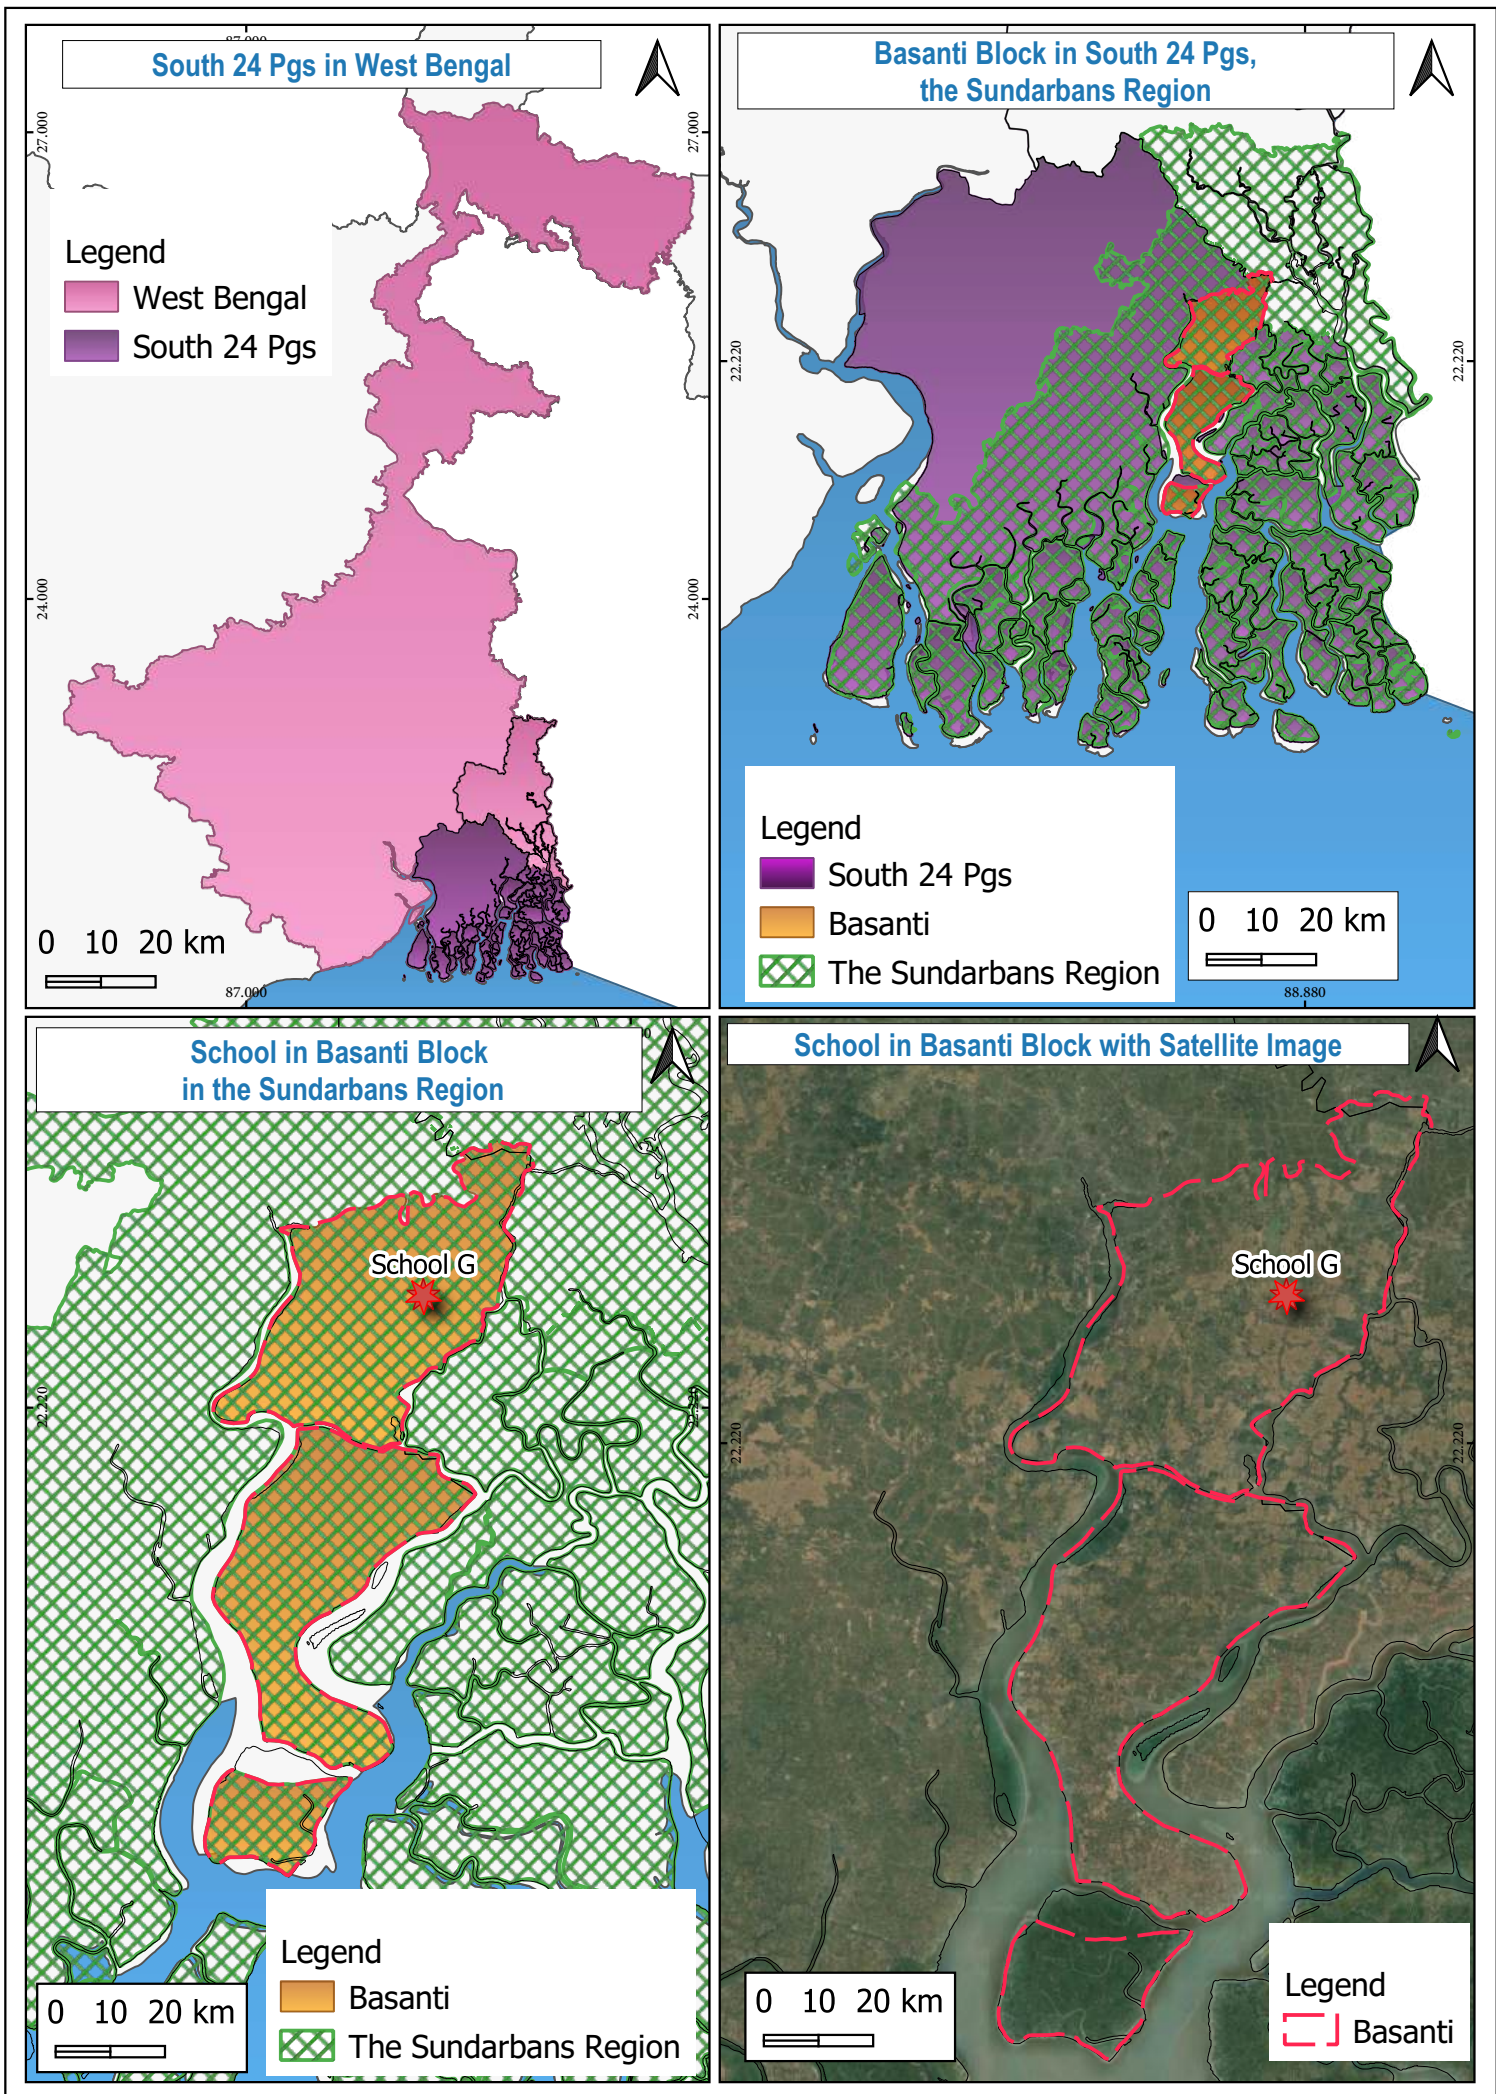 87.000
South 24 Pgs in West Bengal
27.000
27.000
Legend
West Bengal
South 24 Pgs
24.000
24.000
0 10 20 km
87.000
Basanti Block in South 24 Pgs,
the Sundarbans Region
22.220
22.220
Legend
South 24 Pgs
Basanti
The Sundarbans Region
0 10 20 km
88.880
School in Basanti Block
in the Sundarbans Region
School G
22.220
22.220
Legend
Basanti
The Sundarbans Region
0 10 20 km
School in Basanti Block with Satellite Image
School G
22.220
22.220
0 10 20 km
Legend
Basanti